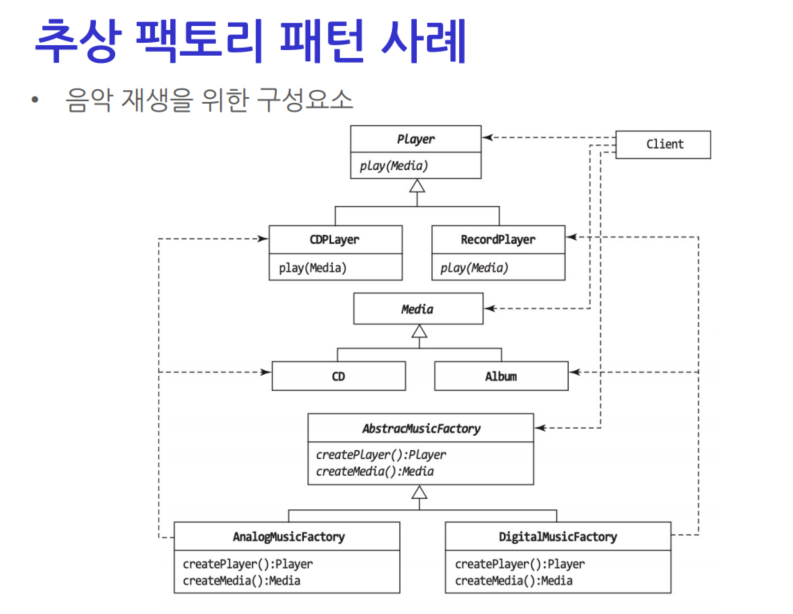 추상 팩토리 패턴 사례
• 음악 재생을 위한 구성요소
Player
play(Media)
Client
CDPLayer
play(Media)
RecordPlayer
play(Media)
Media
CD
Album
AbstracMusicFactory
createPlayer():Player
createMedia():Media
AnalogMusicFactory
createPlayer():Player
createMedia():Media
DigitalMusicFactory
createPlayer():Player
createMedia():Media